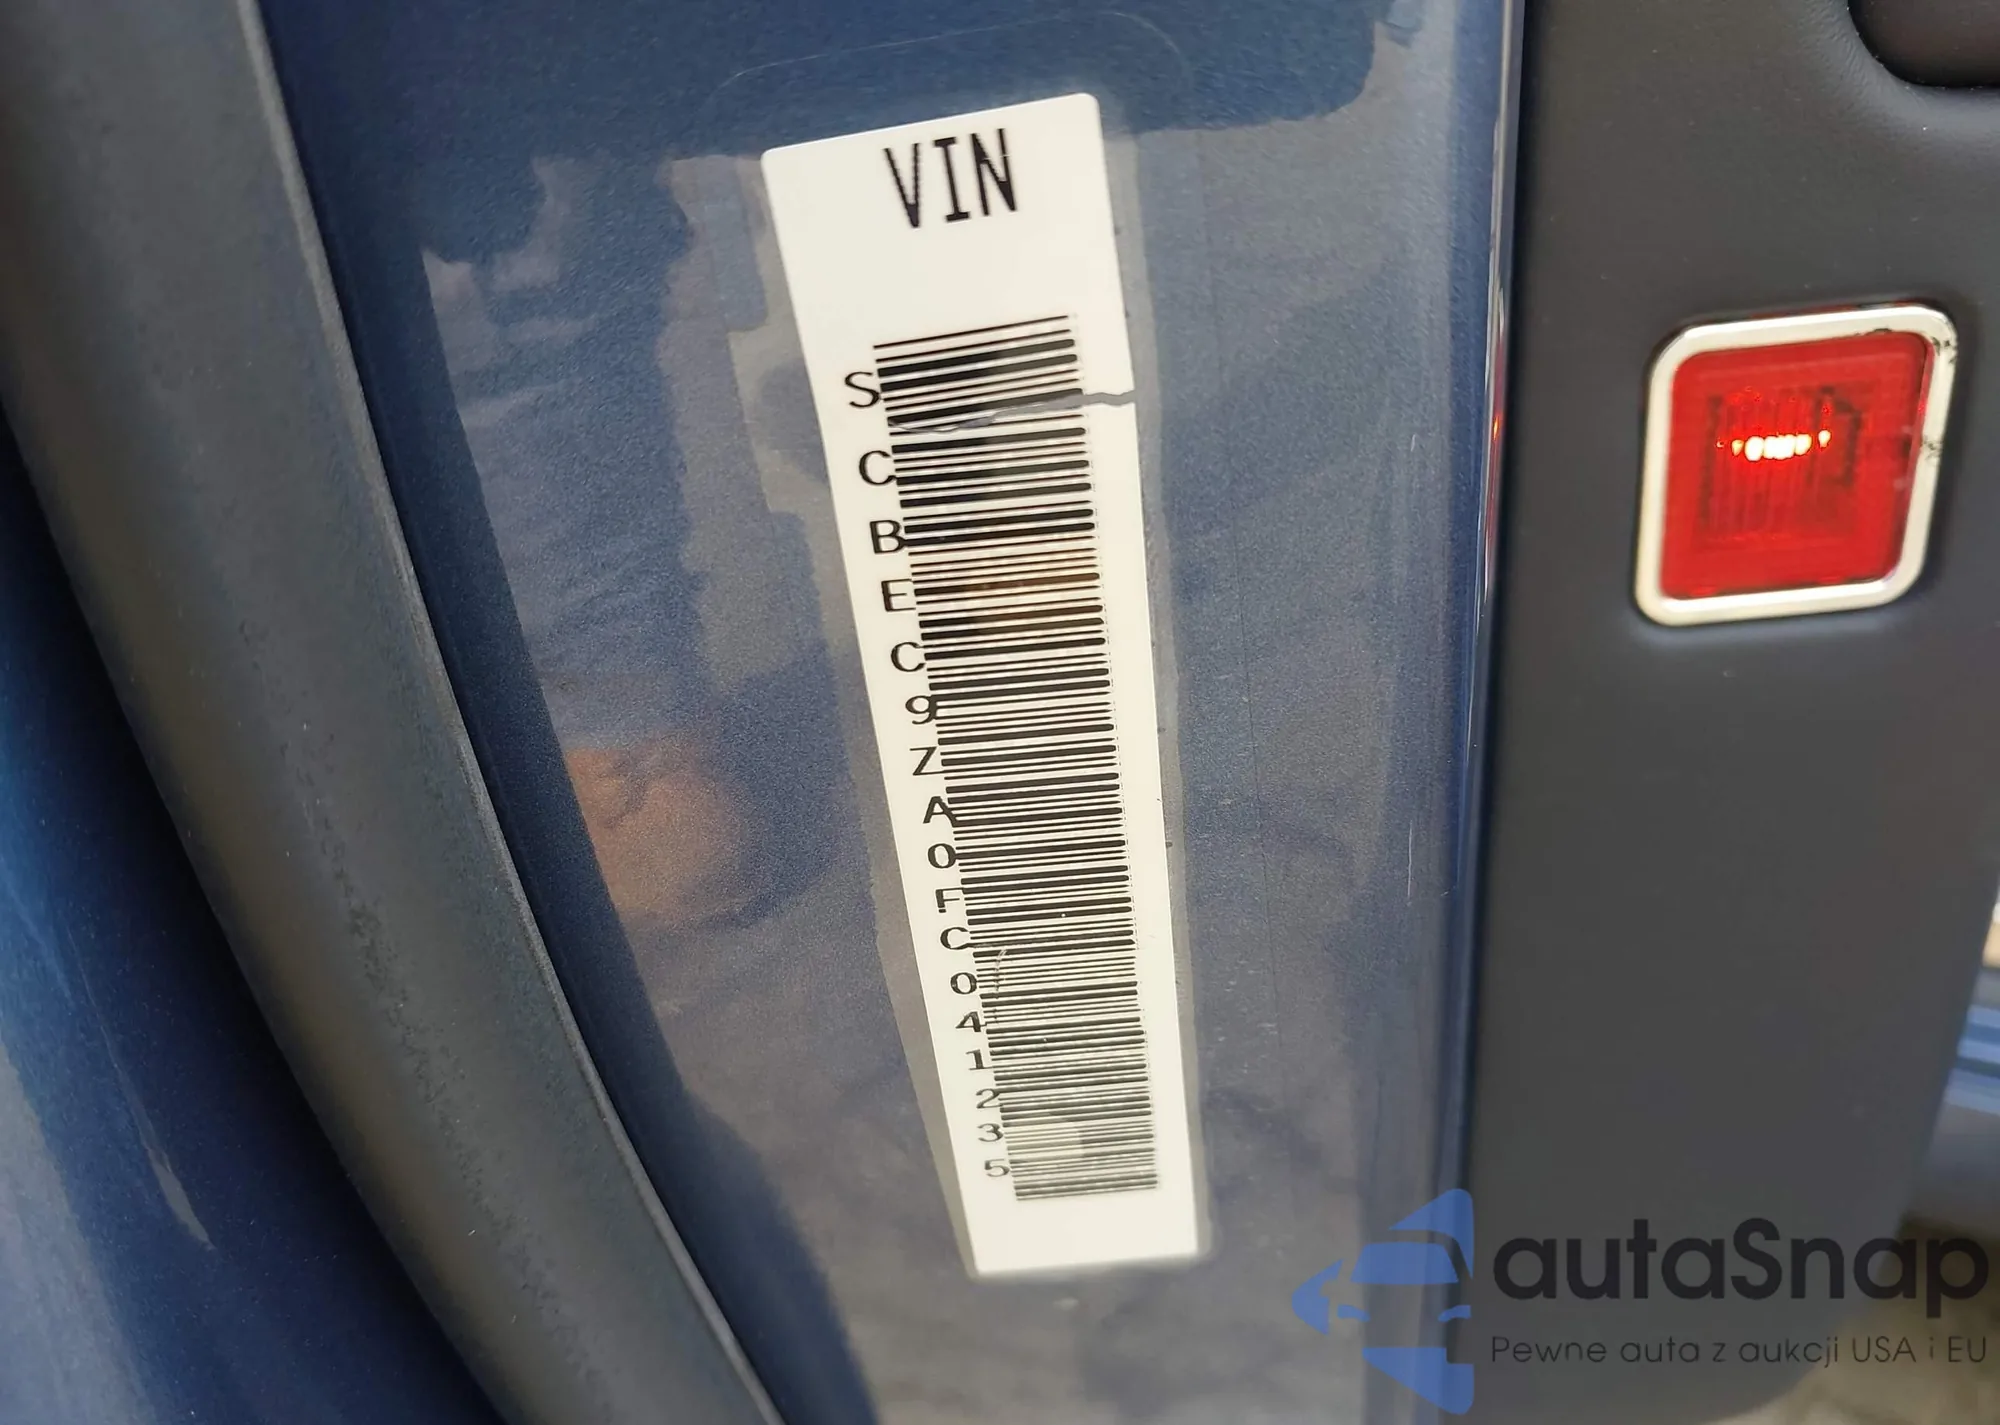 VIN
SCBEC9ZA0FC041235
autaSnap
Pewne auta z aukcji USA i EU